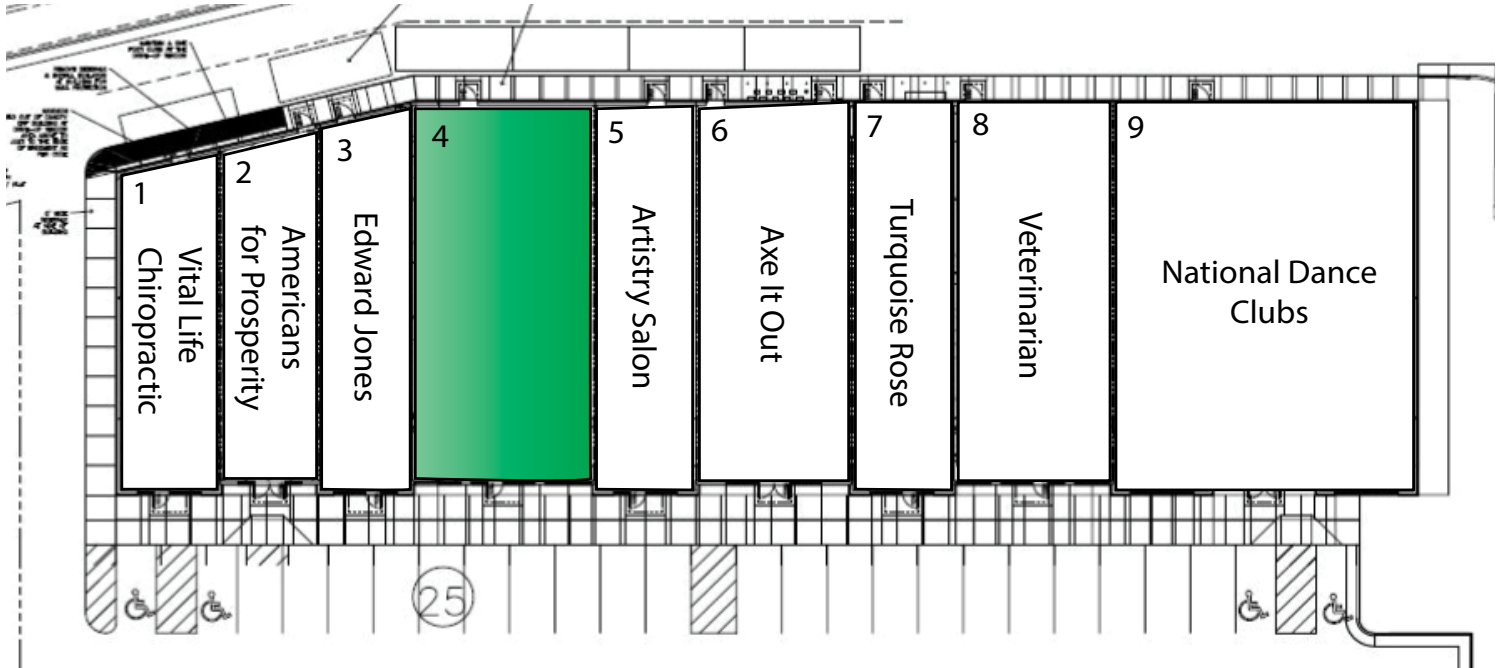 1
Vital Life
Chiropractic
2
Americans
for Prosperity
3
Edward Jones
4
5
Artistry Salon
6
Axe It Out
7
Turquoise Rose
8
Veterinarian
9
National Dance
Clubs
25